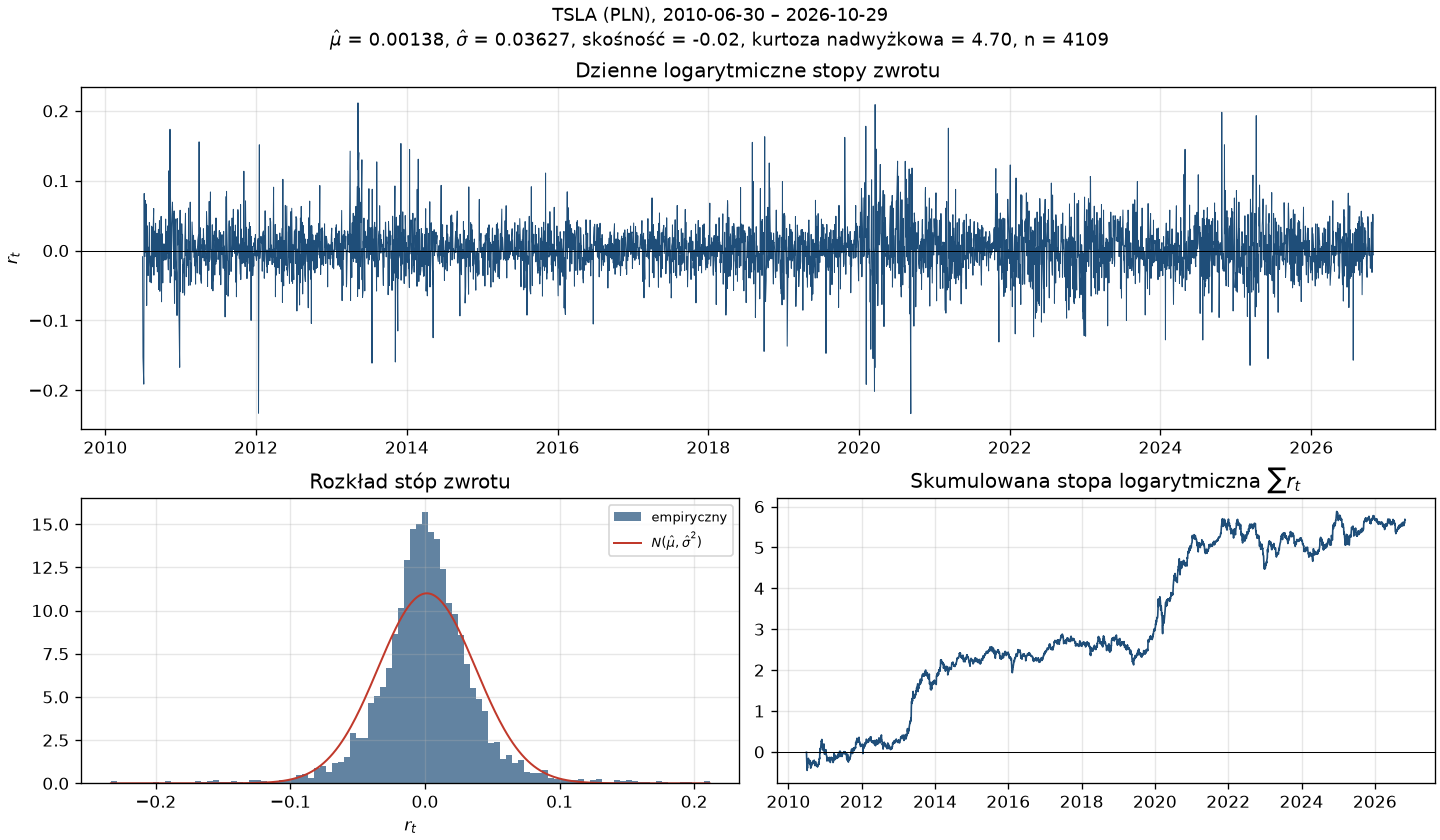 TSLA (PLN), 2010-06-30 – 2026-10-29
μ̂ = 0.00138, σ̂ = 0.03627, skośność = -0.02, kurtoza nadwyżkowa = 4.70, n = 4109
Dzienne logarytmiczne stopy zwrotu
0.2
0.1
0.0
−0.1
−0.2
r_t
2010 2012 2014 2016 2018 2020 2022 2024 2026
Rozkład stóp zwrotu
15.0
12.5
10.0
7.5
5.0
2.5
0.0
empiryczny
N(μ̂, σ̂²)
−0.2 −0.1 0.0 0.1 0.2
r_t
Skumulowana stopa logarytmiczna ∑r_t
6
5
4
3
2
1
0
2010 2012 2014 2016 2018 2020 2022 2024 2026